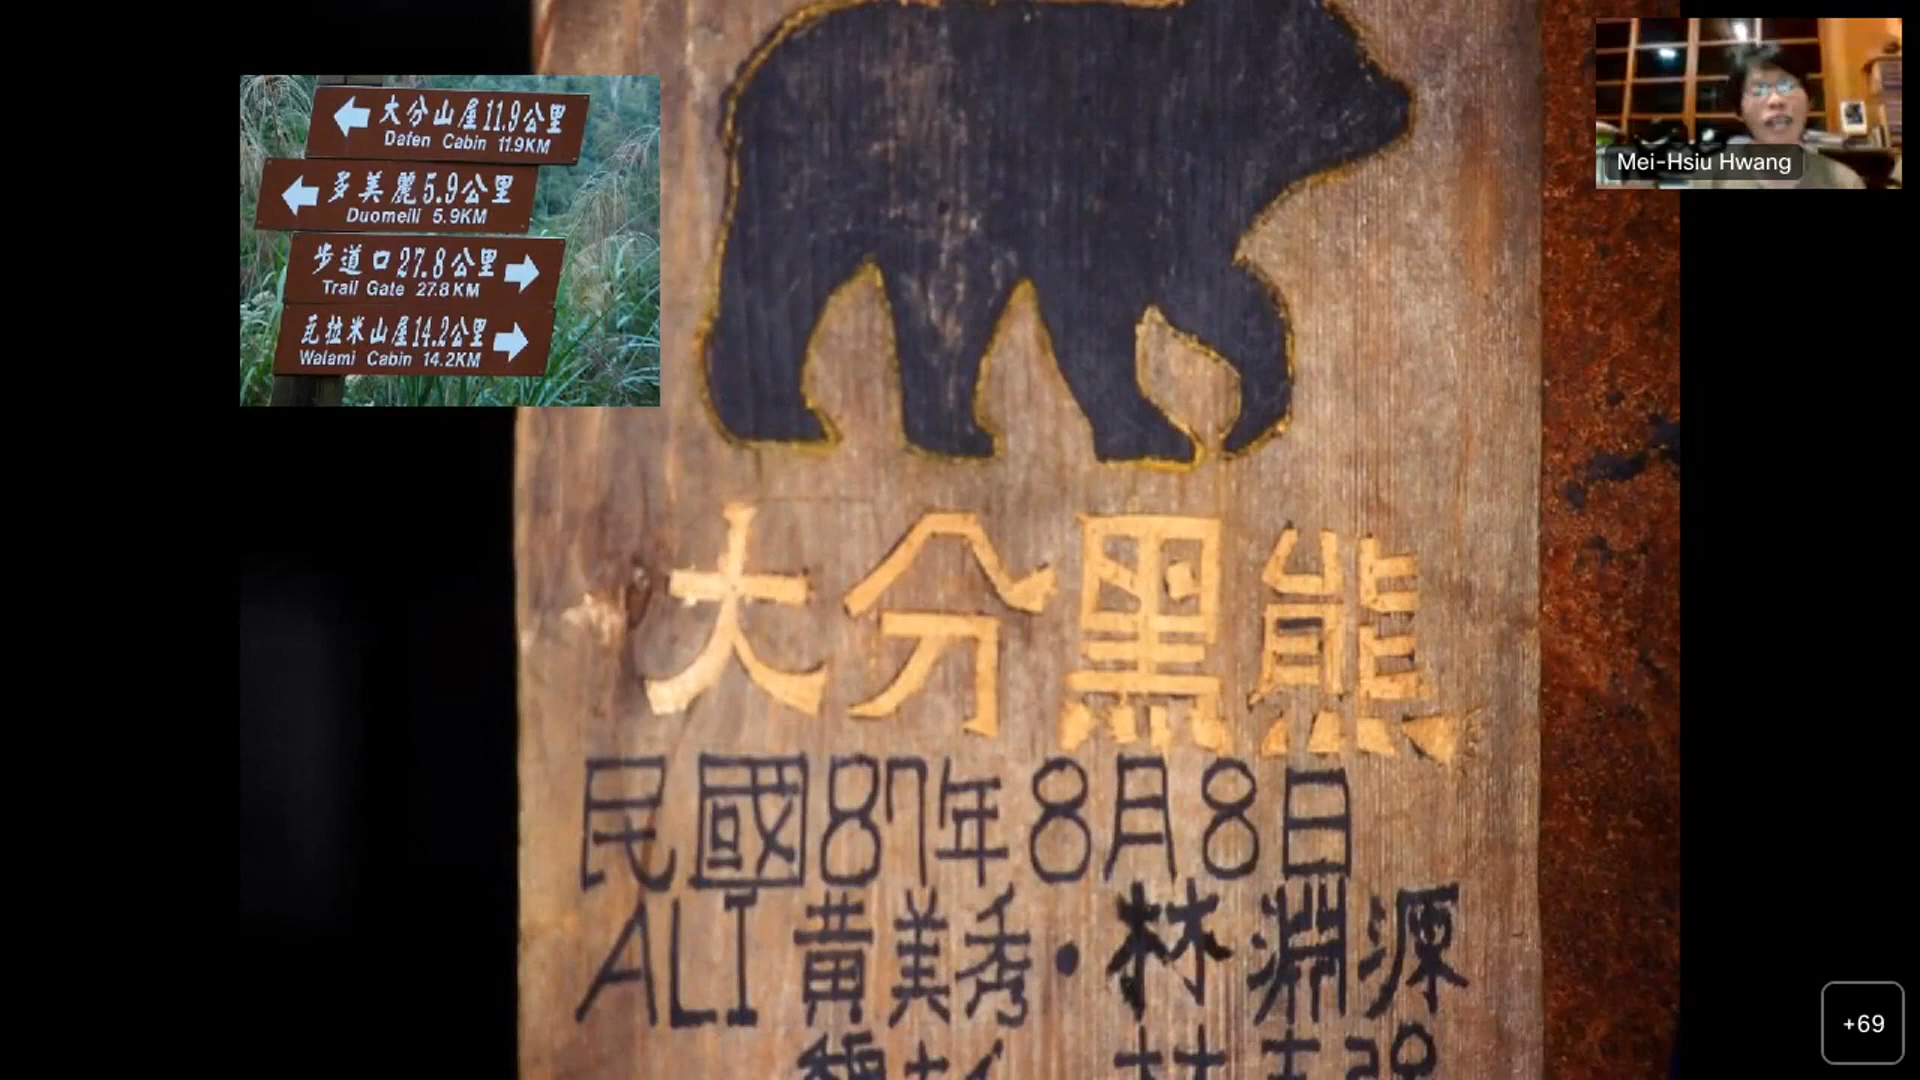 大分山屋11.9公里
Dafen Cabin 11.9KM
多美麗5.9公里
Duomeili 5.9KM
步道口27.8公里
Trail Gate 27.8KM
瓦拉米山屋14.2公里
Walami Cabin 14.2KM
Mei-Hsiu Hwang
大分黑熊
民國87年8月8日
ALI 黃美秀·林淵源
+69